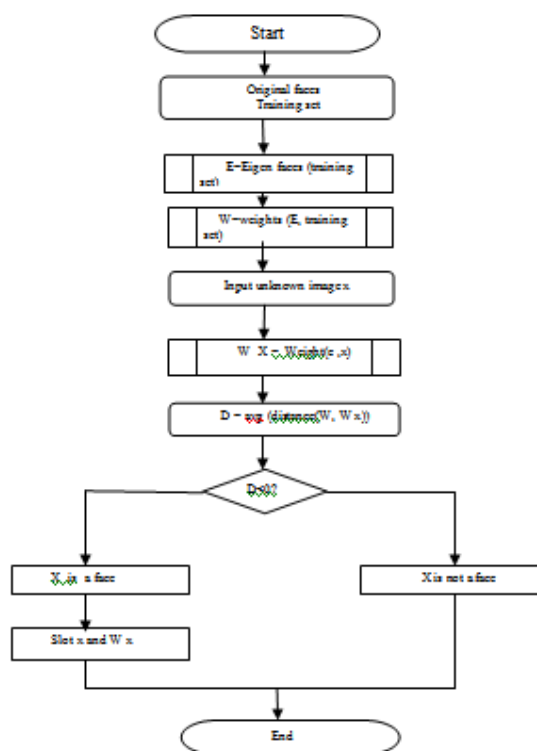 Start
Original faces
Training set
E=Eigen faces (training
set)
W=weights (E, training
set)
Input unknown image x
W X = Weight(e ,x)
D = avg (distance(W, W x))
X is a face
X is not a face
Slot x and W x
End